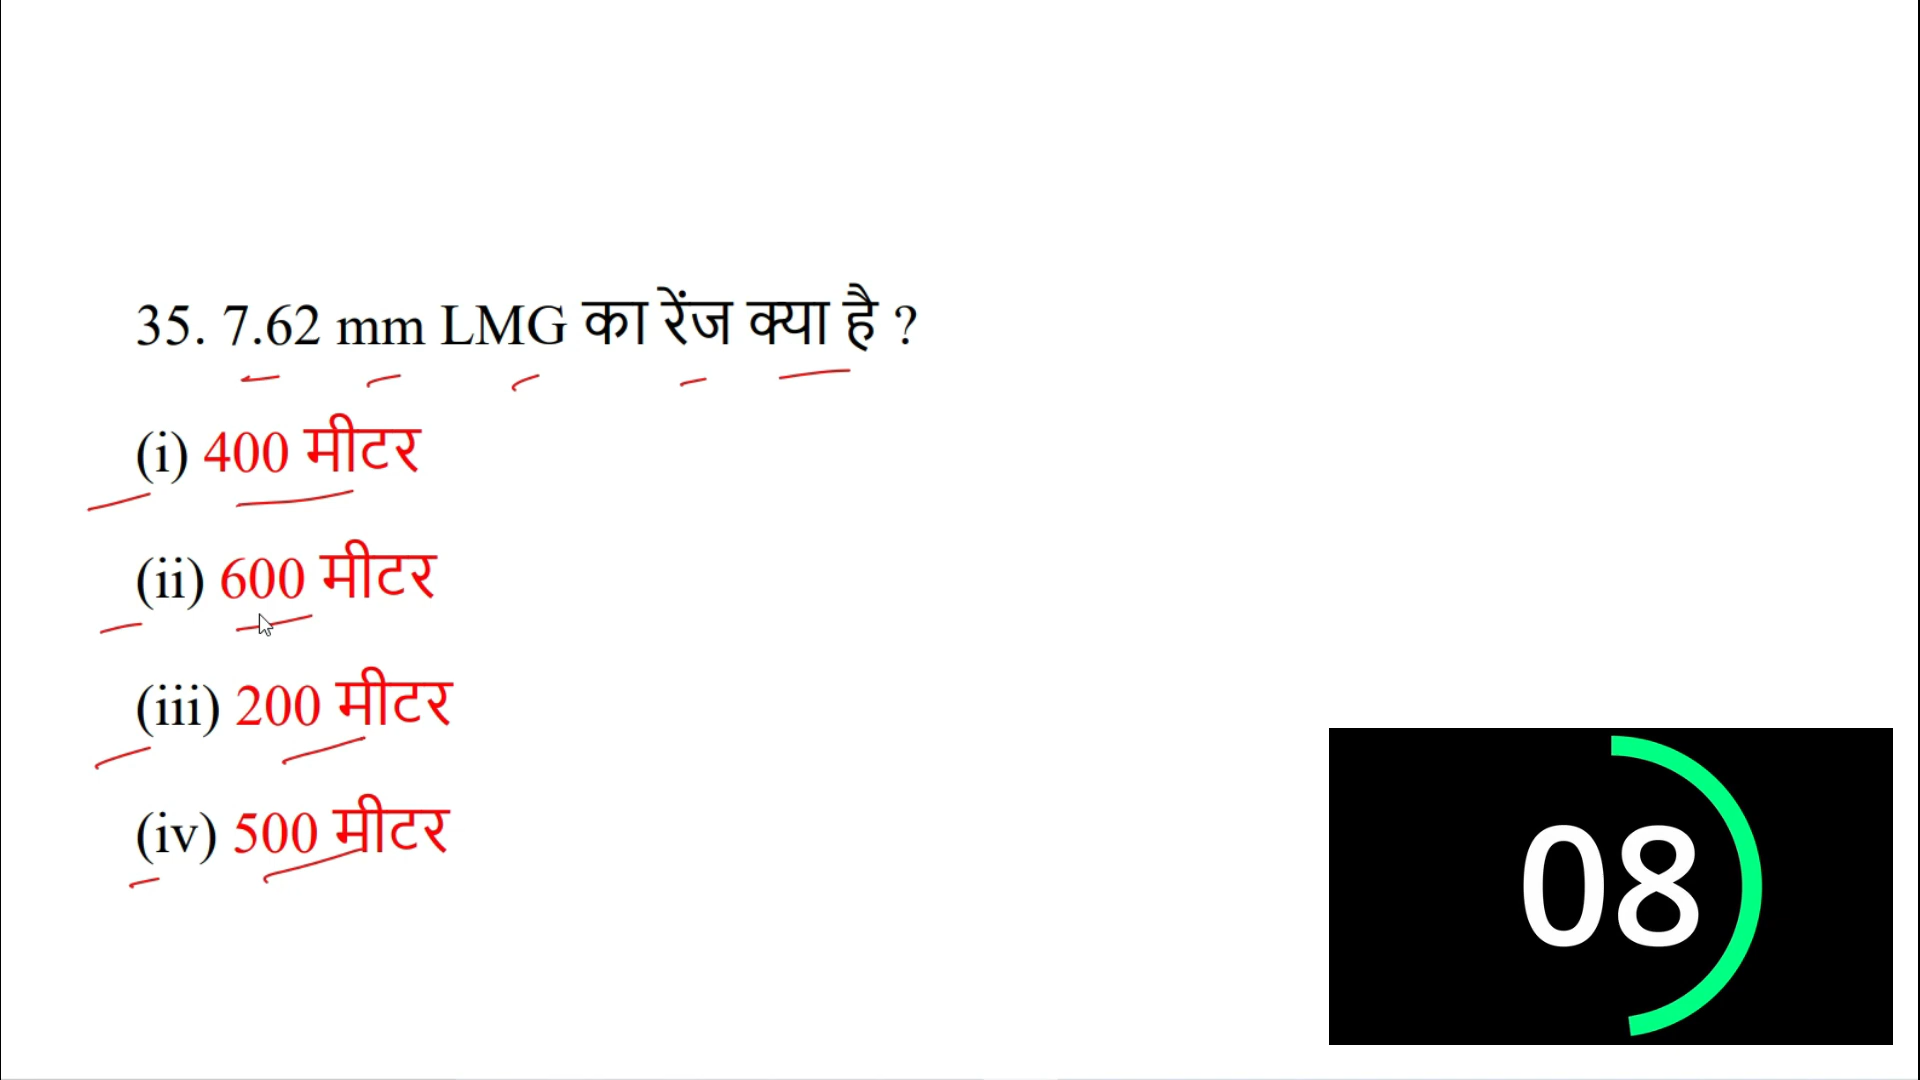 35. 7.62 mm LMG का रेंज क्या है ?
(i) 400 मीटर
(ii) 600 मीटर
(iii) 200 मीटर
(iv) 500 मीटर
08